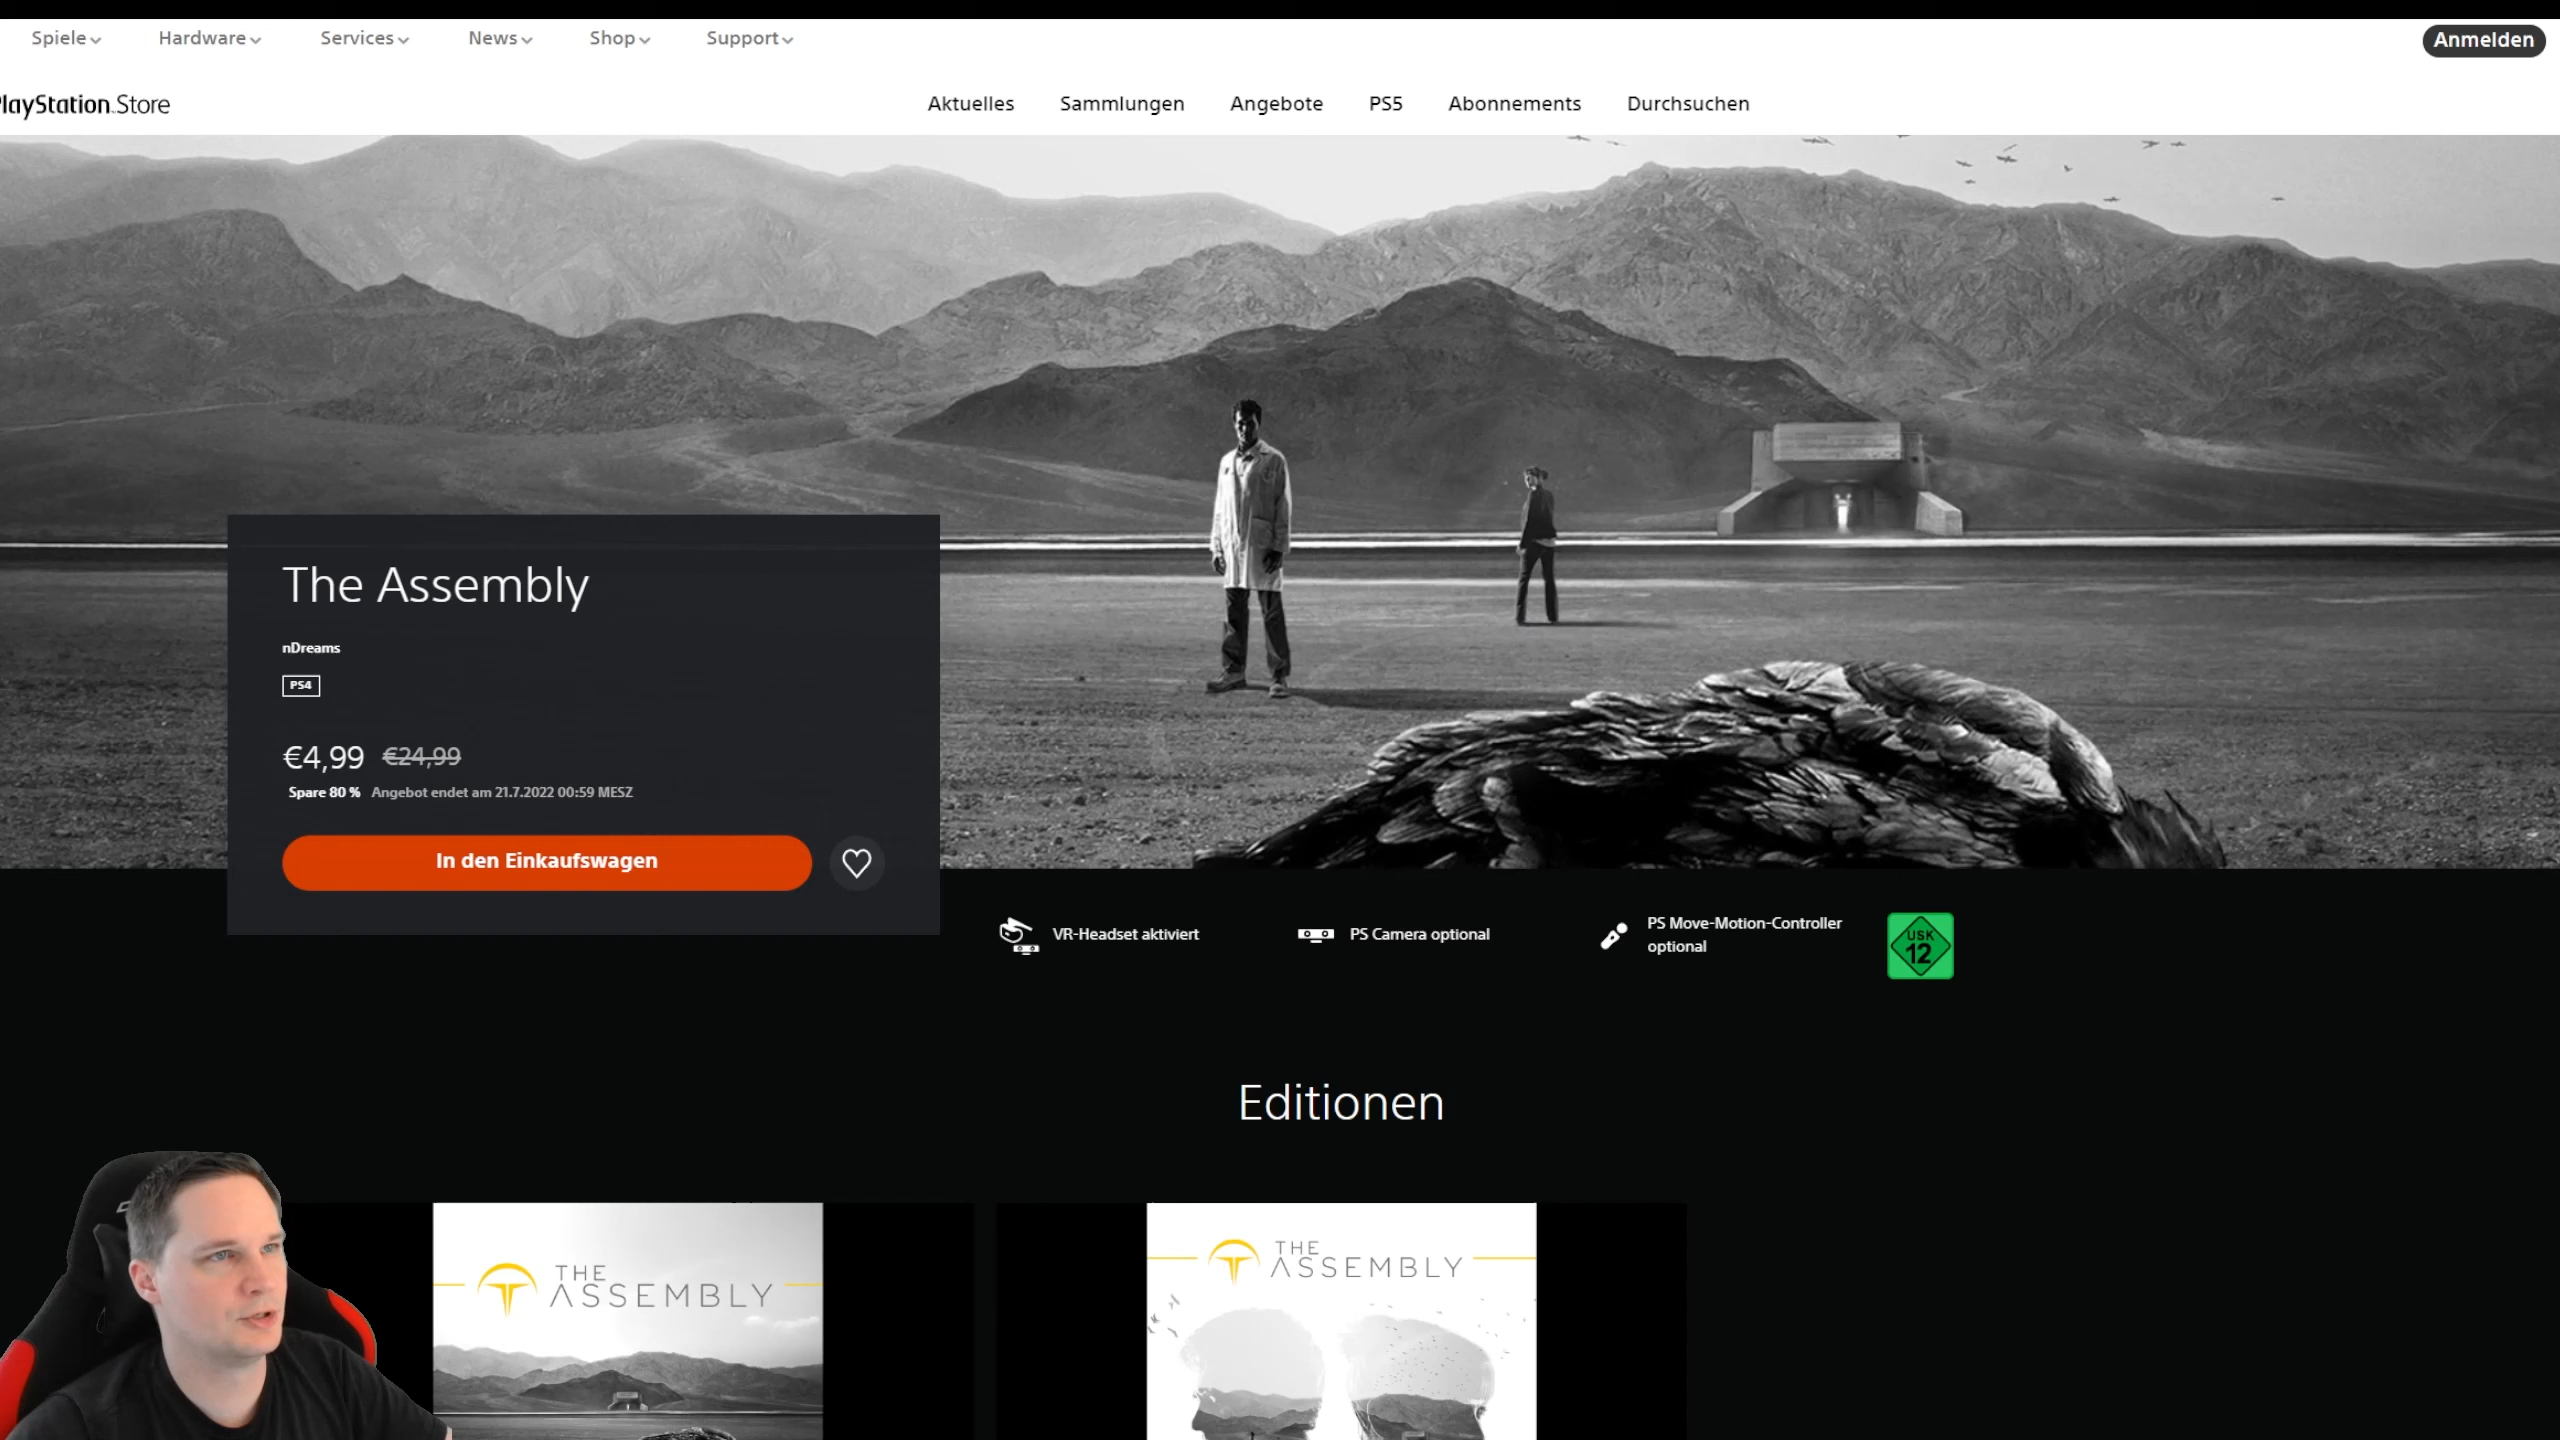 Spiele
Hardware
Services
News
Shop
Support
Anmelden
PlayStation.Store
Aktuelles
Sammlungen
Angebote
PS5
Abonnements
Durchsuchen
The Assembly
nDreams
PS4
€4,99 €24,99
Spare 80 % Angebot endet am 21.7.2022 00:59 MESZ
In den Einkaufswagen
VR-Headset aktiviert
PS Camera optional
PS Move-Motion-Controller
optional
USK
12
Editionen
THE
ASSEMBLY
THE
ASSEMBLY